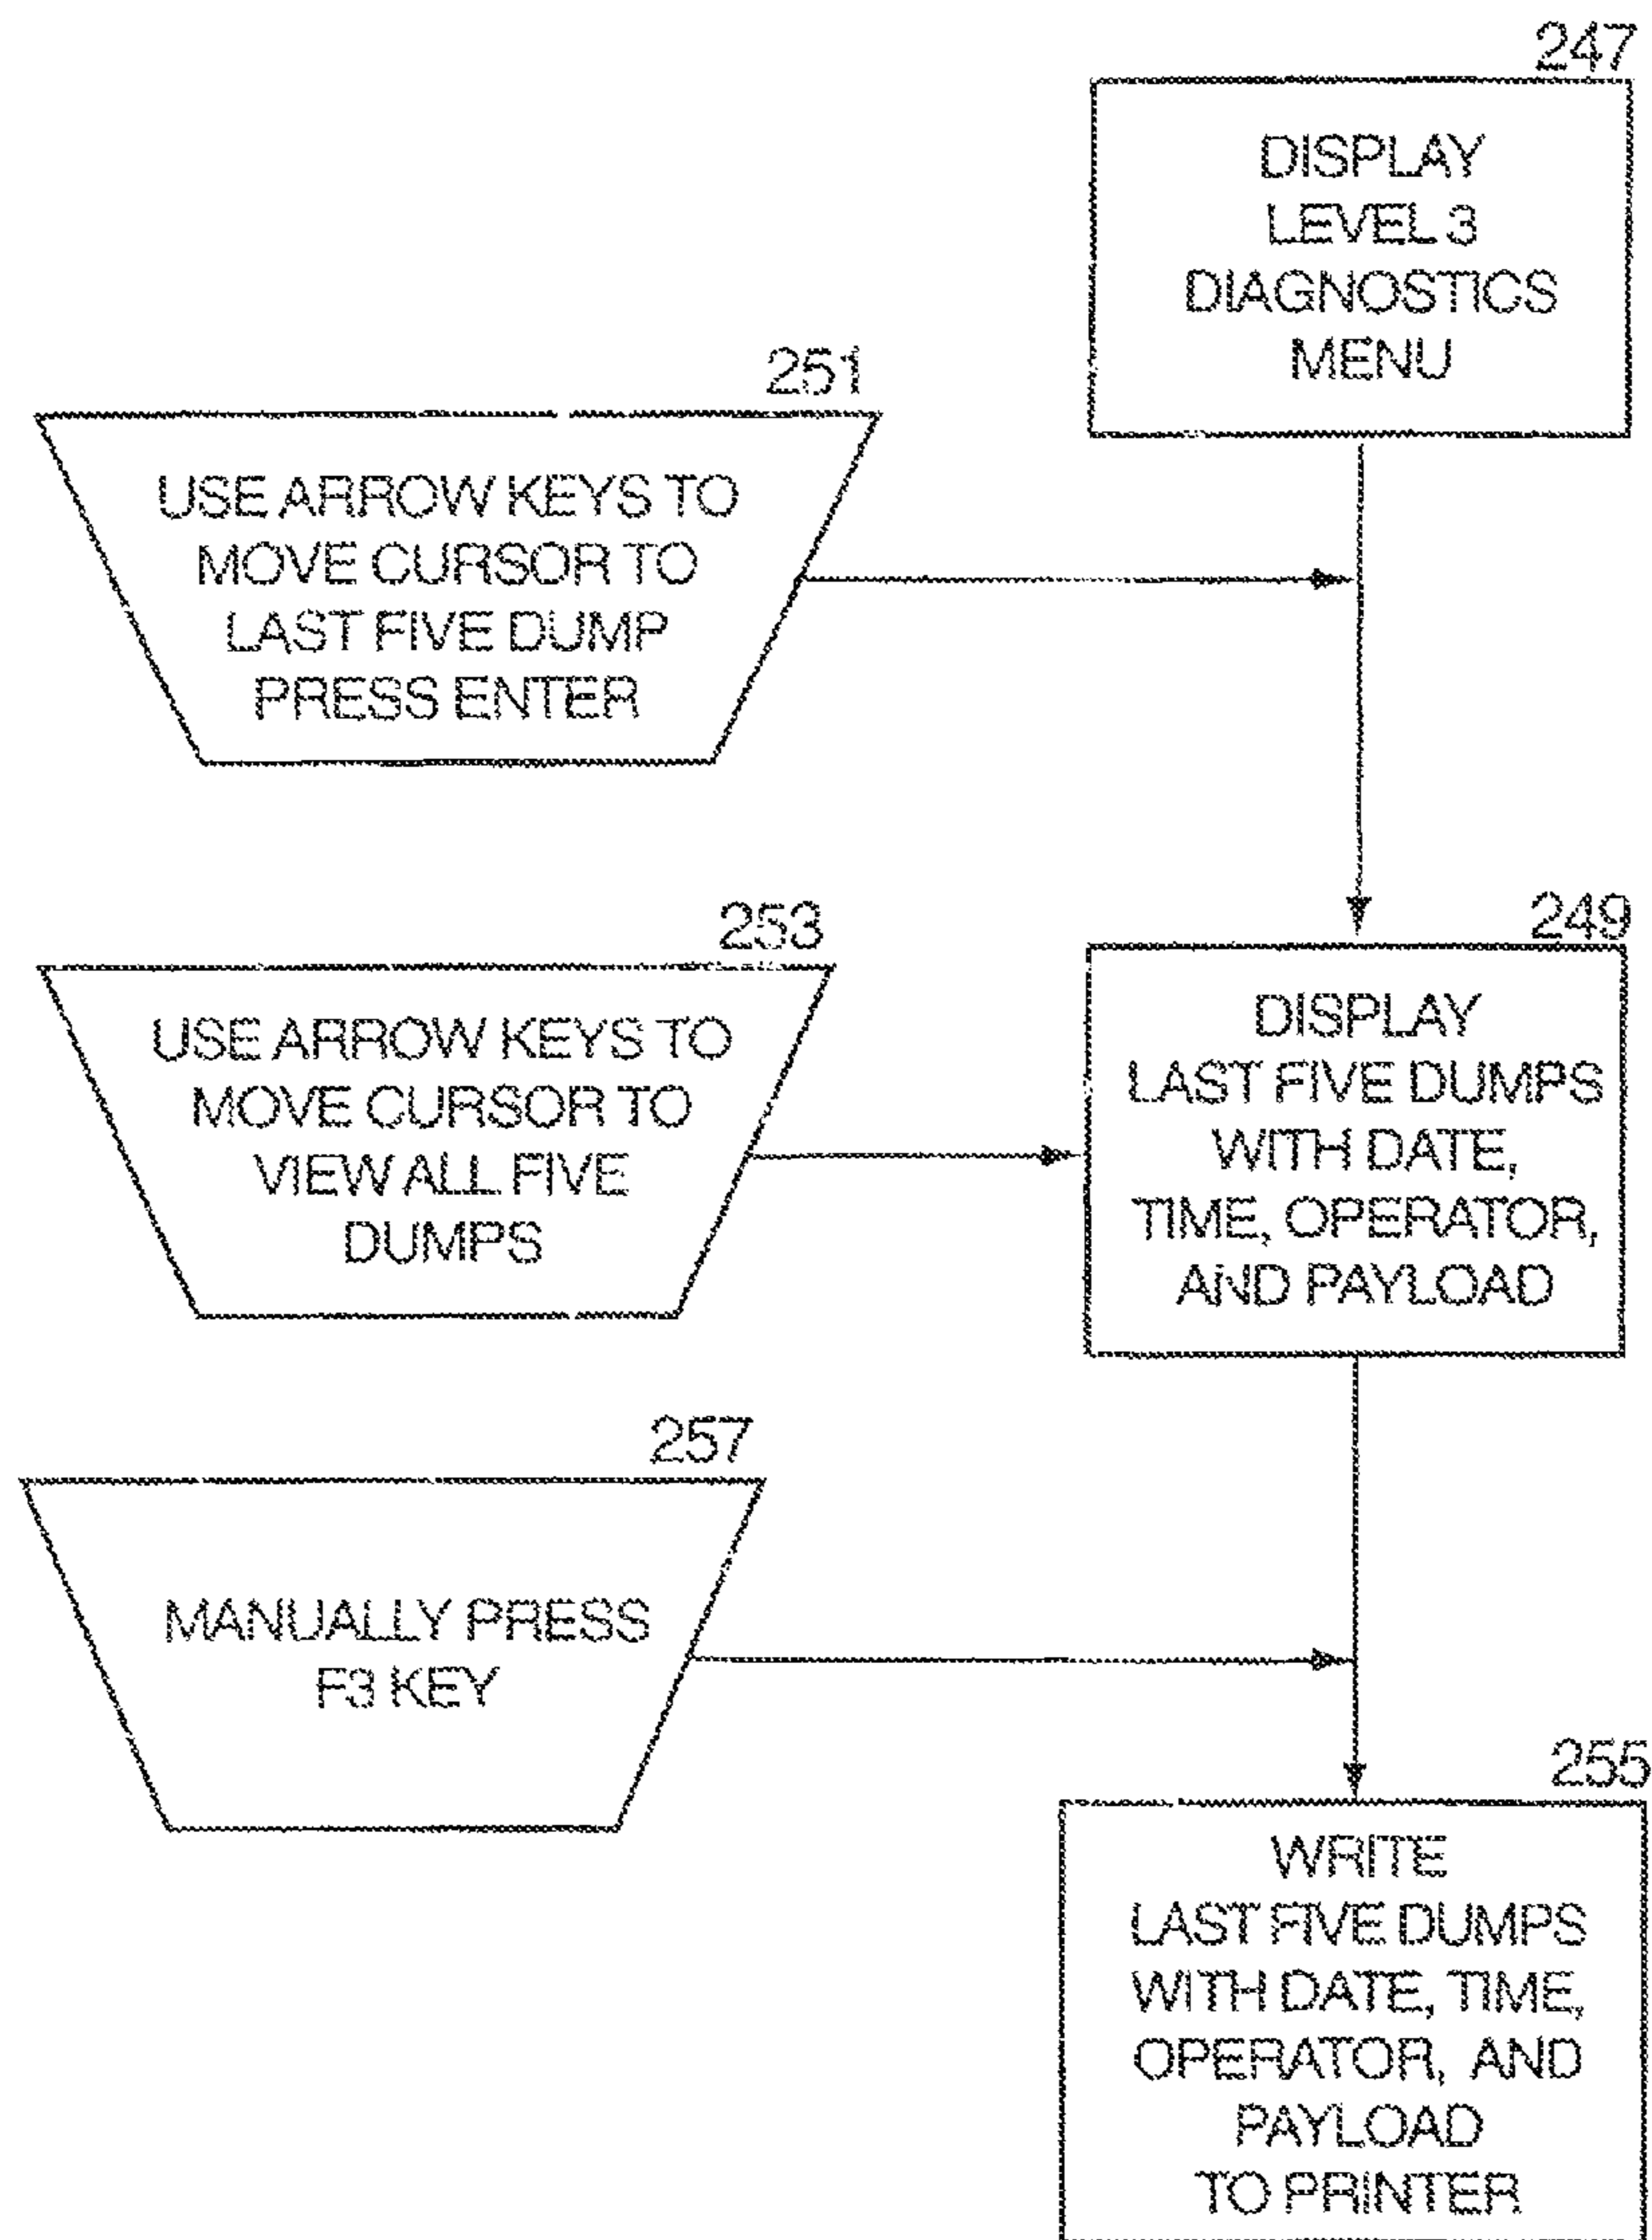 247
DISPLAY
LEVEL 3
DIAGNOSTICS
MENU
251
USE ARROW KEYS TO
MOVE CURSOR TO
LAST FIVE DUMP
PRESS ENTER
253
USE ARROW KEYS TO
MOVE CURSOR TO
VIEW ALL FIVE
DUMPS
249
DISPLAY
LAST FIVE DUMPS
WITH DATE,
TIME, OPERATOR,
AND PAYLOAD
257
MANUALLY PRESS
F3 KEY
255
WRITE
LAST FIVE DUMPS
WITH DATE, TIME,
OPERATOR, AND
PAYLOAD
TO PRINTER